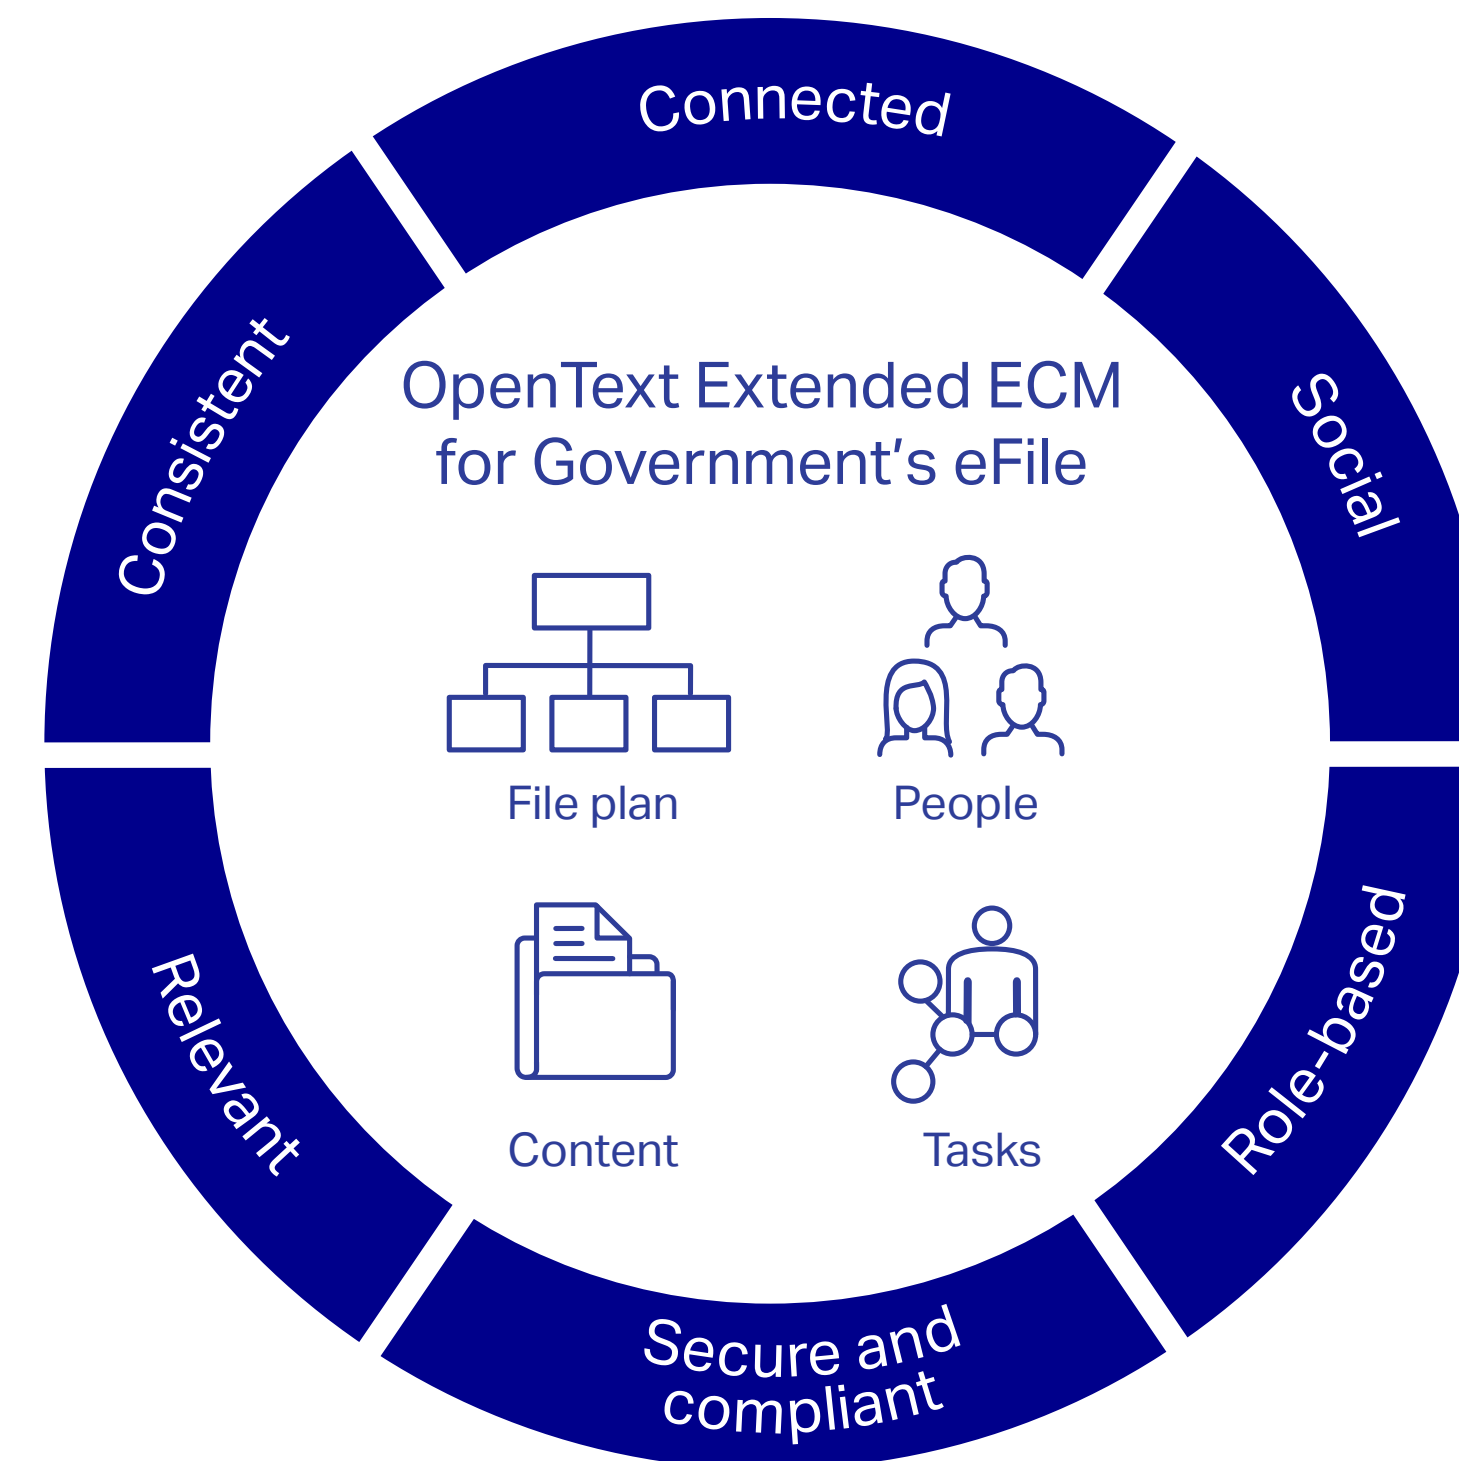 Connected
Social
Consistent
OpenText Extended ECM
for Government‘s eFile
File plan
People
Content
Tasks
Relevant
Role-based
Secure and
compliant